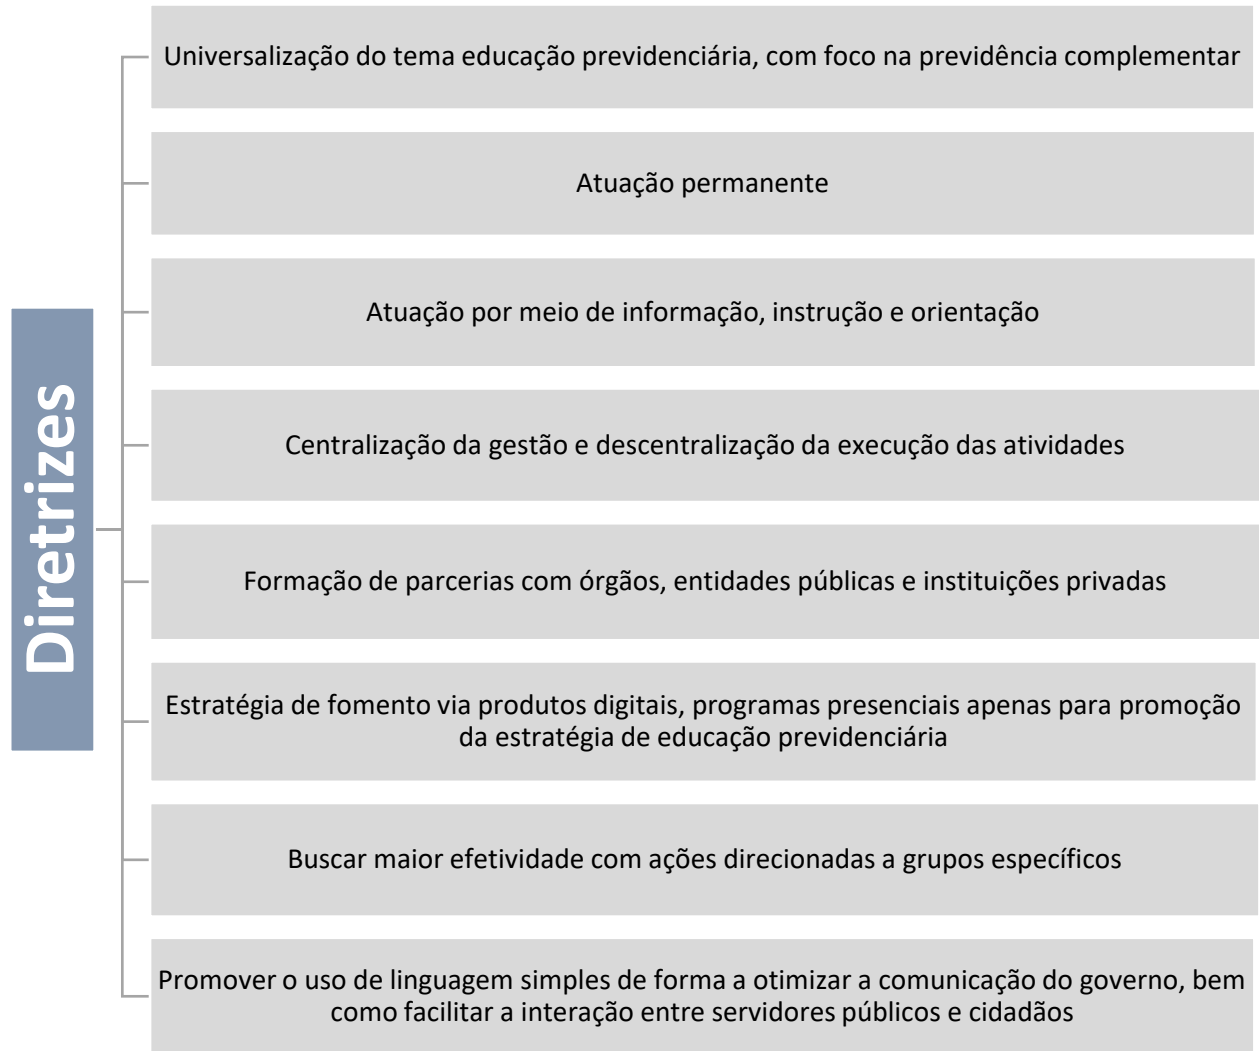 Diretrizes
Universalização do tema educação previdenciária, com foco na previdência complementar
Atuação permanente
Atuação por meio de informação, instrução e orientação
Centralização da gestão e descentralização da execução das atividades
Formação de parcerias com órgãos, entidades públicas e instituições privadas
Estratégia de fomento via produtos digitais, programas presenciais apenas para promoção
da estratégia de educação previdenciária
Buscar maior efetividade com ações direcionadas a grupos específicos
Promover o uso de linguagem simples de forma a otimizar a comunicação do governo, bem
como facilitar a interação entre servidores públicos e cidadãos